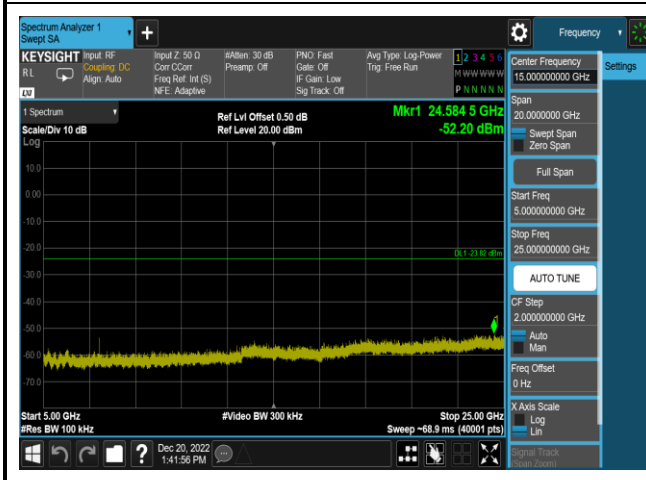 Spectrum Analyzer 1
Swept SA
Frequency
KEYSIGHT
RL
Input: RF
Coupling: DC
Align: Auto
Input Z: 50 Ω
Corr CCorr
Freq Ref: Int (S)
NFE: Adaptive
#Atten: 30 dB
Preamp: Off
PNO: Fast
Gate: Off
IF Gain: Low
Sig Track: Off
Avg Type: Log-Power
Trig: Free Run
1 2 3 4 5 6
M W W W W W
P N N N N N
1 Spectrum
Scale/Div 10 dB
Log
Ref Lvl Offset 0.50 dB
Ref Level 20.00 dBm
Mkr1 24.584 5 GHz
-52.20 dBm
10.0
0.00
-10.0
-20.0
DL1 -23.82 dBm
-30.0
-40.0
-50.0
-60.0
-70.0
Start 5.00 GHz
#Res BW 100 kHz
#Video BW 300 kHz
Stop 25.00 GHz
Sweep ~68.9 ms (40001 pts)
Dec 20, 2022
1:41:56 PM
Center Frequency
15.000000000 GHz
Span
20.0000000 GHz
Swept Span
Zero Span
Full Span
Start Freq
5.000000000 GHz
Stop Freq
25.000000000 GHz
AUTO TUNE
CF Step
2.000000000 GHz
Auto
Man
Freq Offset
0 Hz
X Axis Scale
Log
Lin
Signal Track
(Span Zoom)
Settings